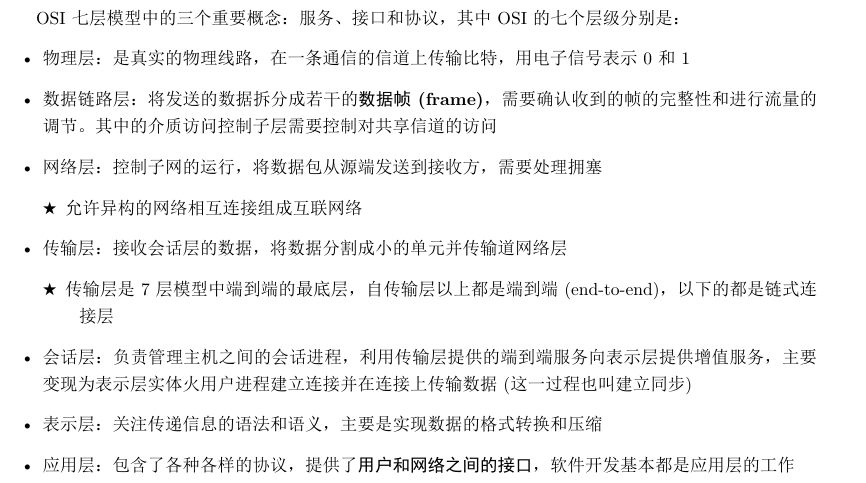 OSI 七层模型中的三个重要概念：服务、接口和协议，其中 OSI 的七个层级分别是：
• 物理层：是真实的物理线路，在一条通信的信道上传输比特，用电子信号表示 0 和 1
• 数据链路层：将发送的数据拆分成若干的数据帧 (frame)，需要确认收到的帧的完整性和进行流量的
调节。其中的介质访问控制子层需要控制对共享信道的访问
• 网络层：控制子网的运行，将数据包从源端发送到接收方，需要处理拥塞
★ 允许异构的网络相互连接组成互联网络
• 传输层：接收会话层的数据，将数据分割成小的单元并传输道网络层
★ 传输层是 7 层模型中端到端的最底层，自传输层以上都是端到端 (end-to-end)，以下的都是链式连
接层
• 会话层：负责管理主机之间的会话进程，利用传输层提供的端到端服务向表示层提供增值服务，主要
变现为表示层实体火用户进程建立连接并在连接上传输数据 (这一过程也叫建立同步)
• 表示层：关注传递信息的语法和语义，主要是实现数据的格式转换和压缩
• 应用层：包含了各种各样的协议，提供了用户和网络之间的接口，软件开发基本都是应用层的工作